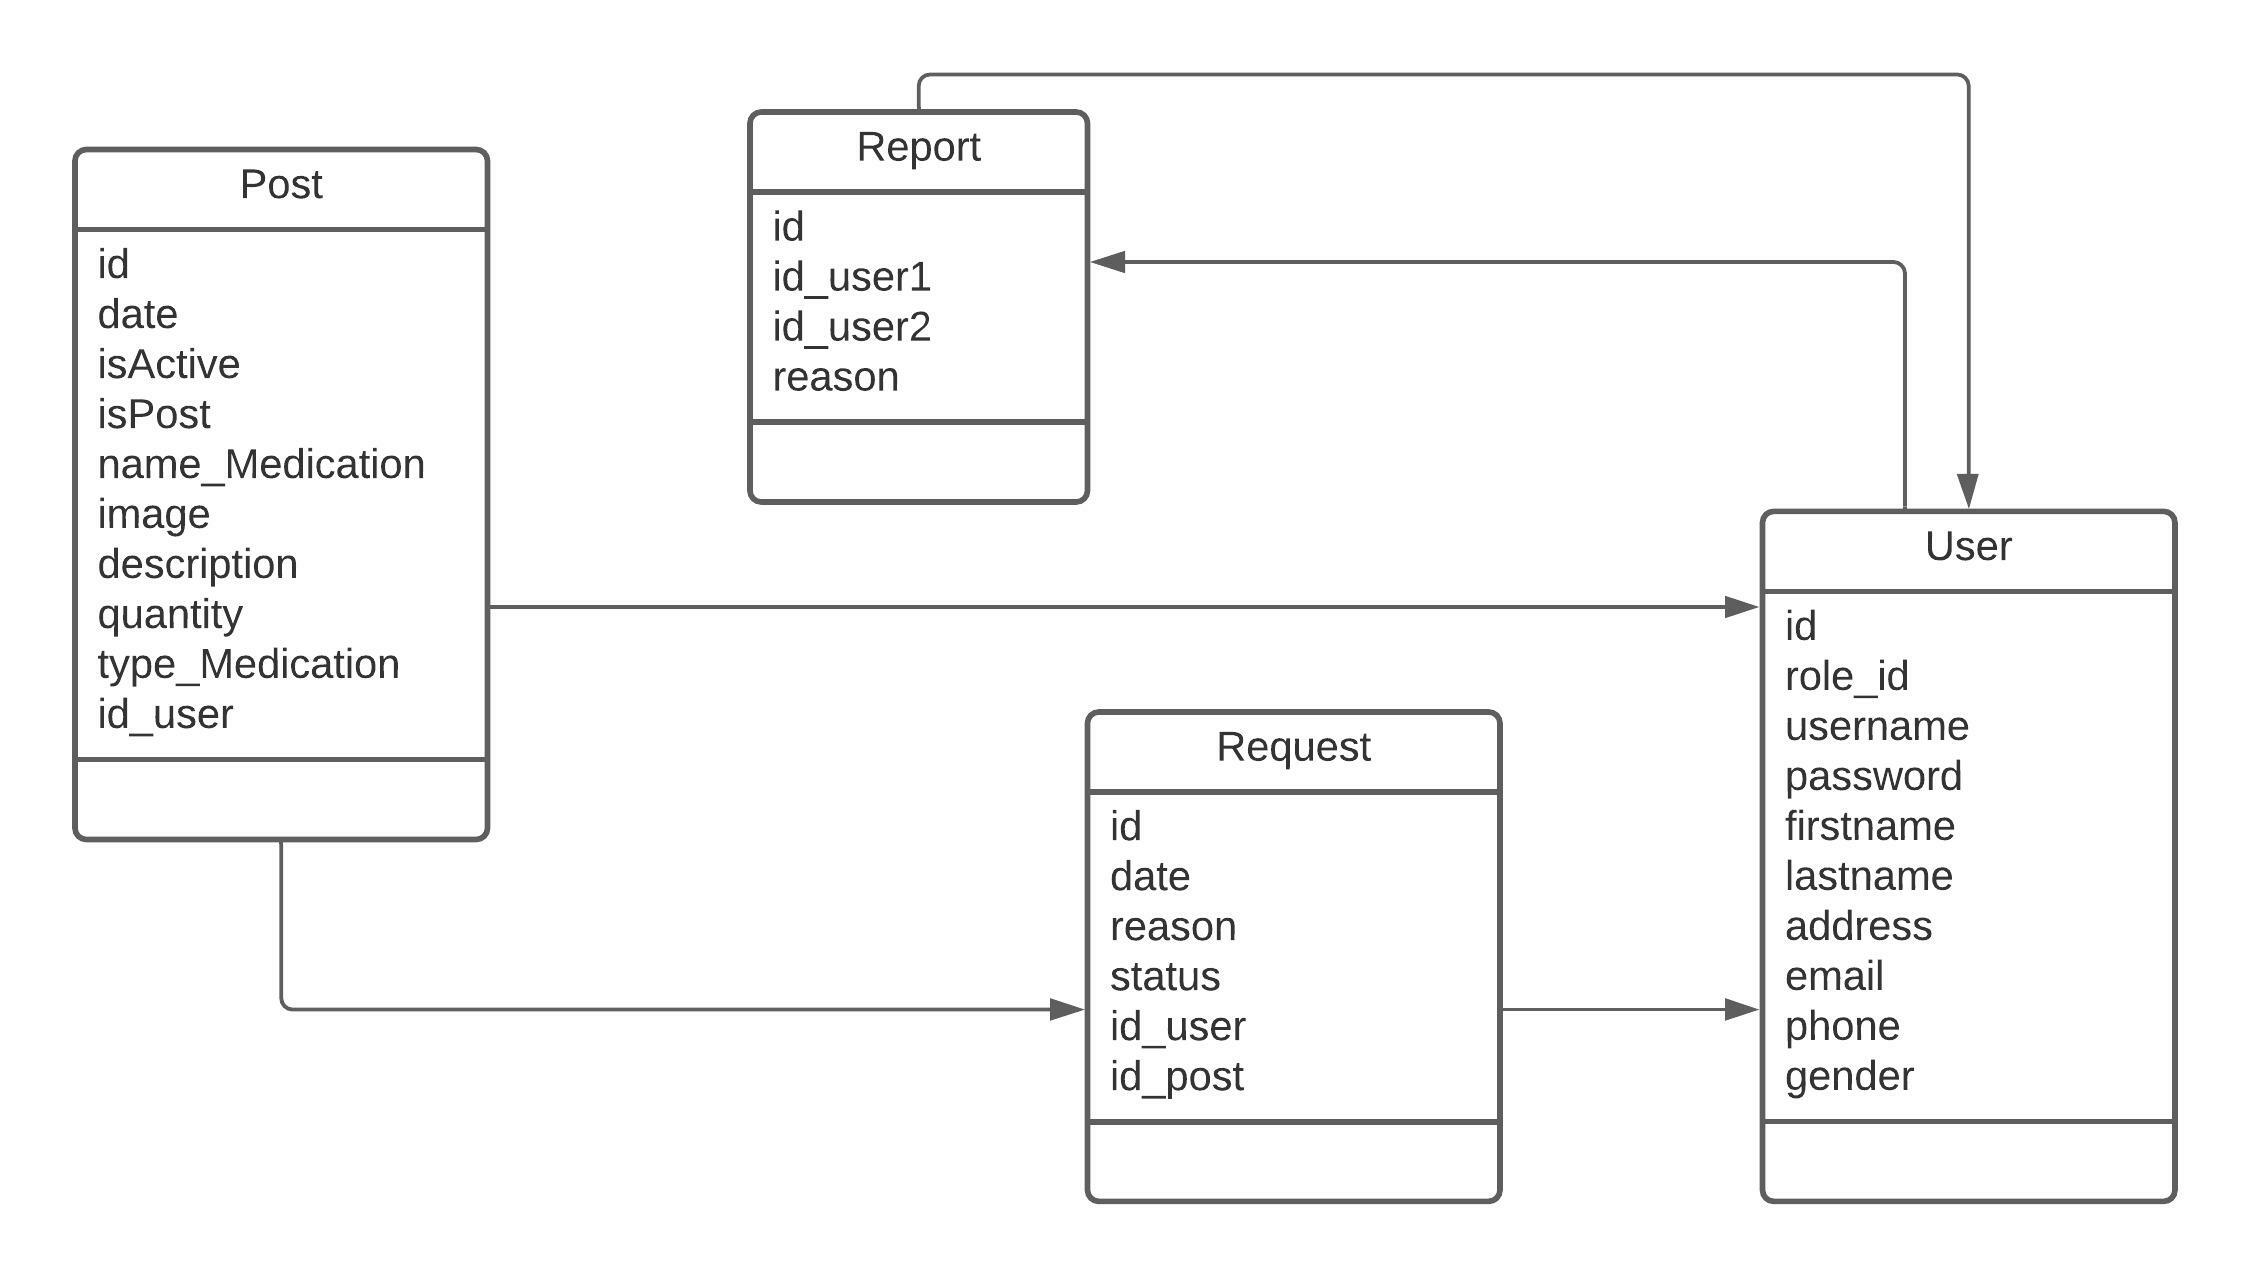 Post
id
date
isActive
isPost
name_Medication
image
description
quantity
type_Medication
id_user
Report
id
id_user1
id_user2
reason
Request
id
date
reason
status
id_user
id_post
User
id
role_id
username
password
firstname
lastname
address
email
phone
gender